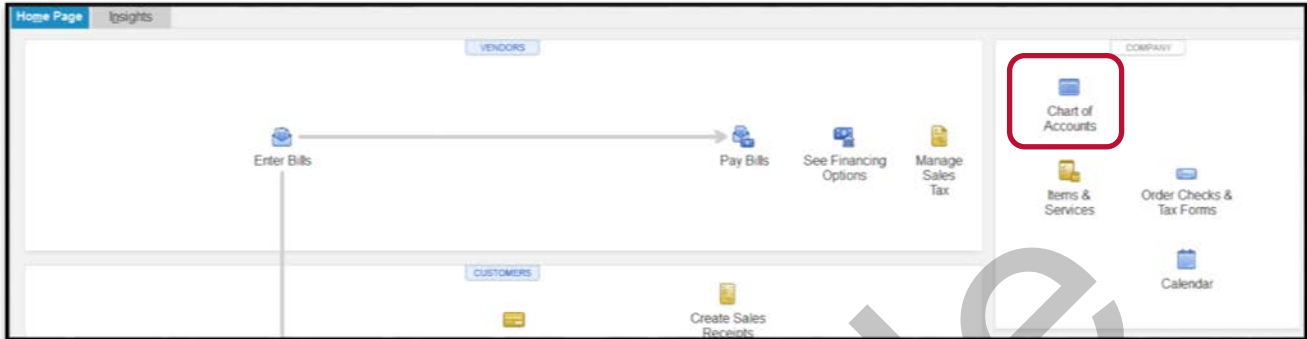 Home Page Insights
VENDORS
COMPANY
Chart of
Accounts
Enter Bills
Pay Bills
See Financing
Options
Manage
Sales
Tax
Items &
Services
Order Checks &
Tax Forms
CUSTOMERS
Calendar
Create Sales
Receipts